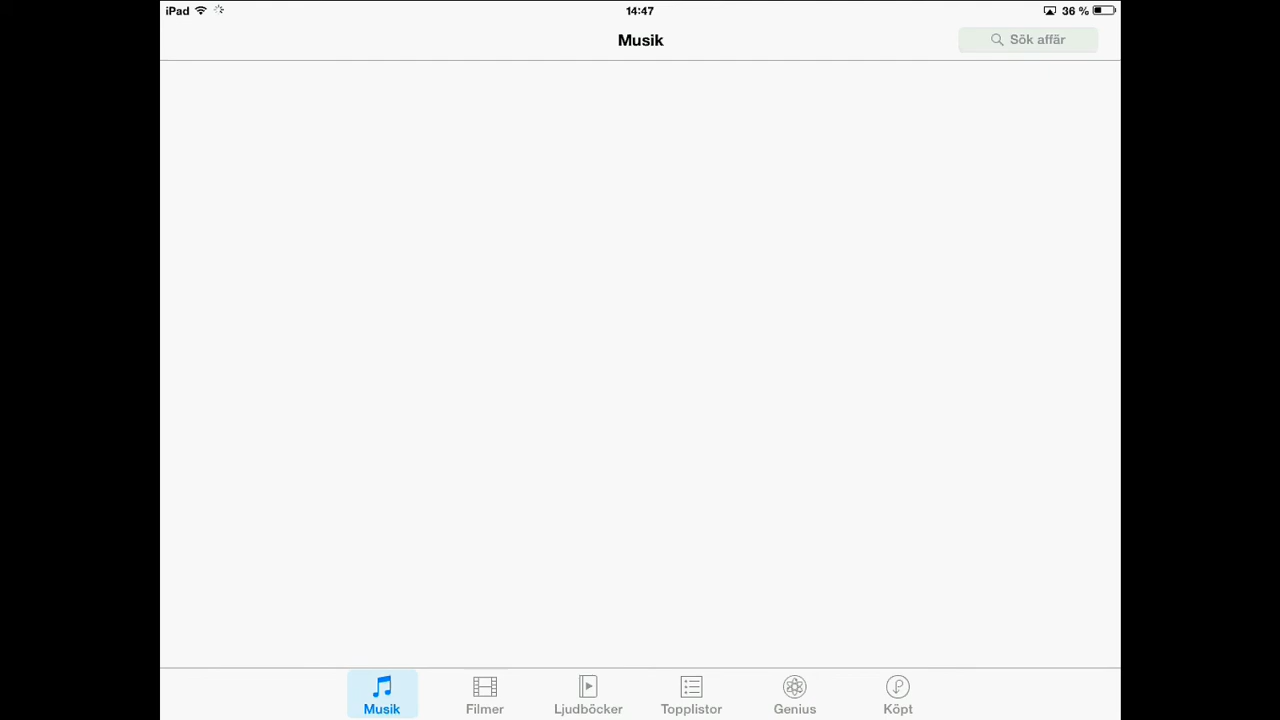 iPad 14:47 36 %
Musik Sök affär
Musik Filmer Ljudböcker Topplistor Genius Köpt